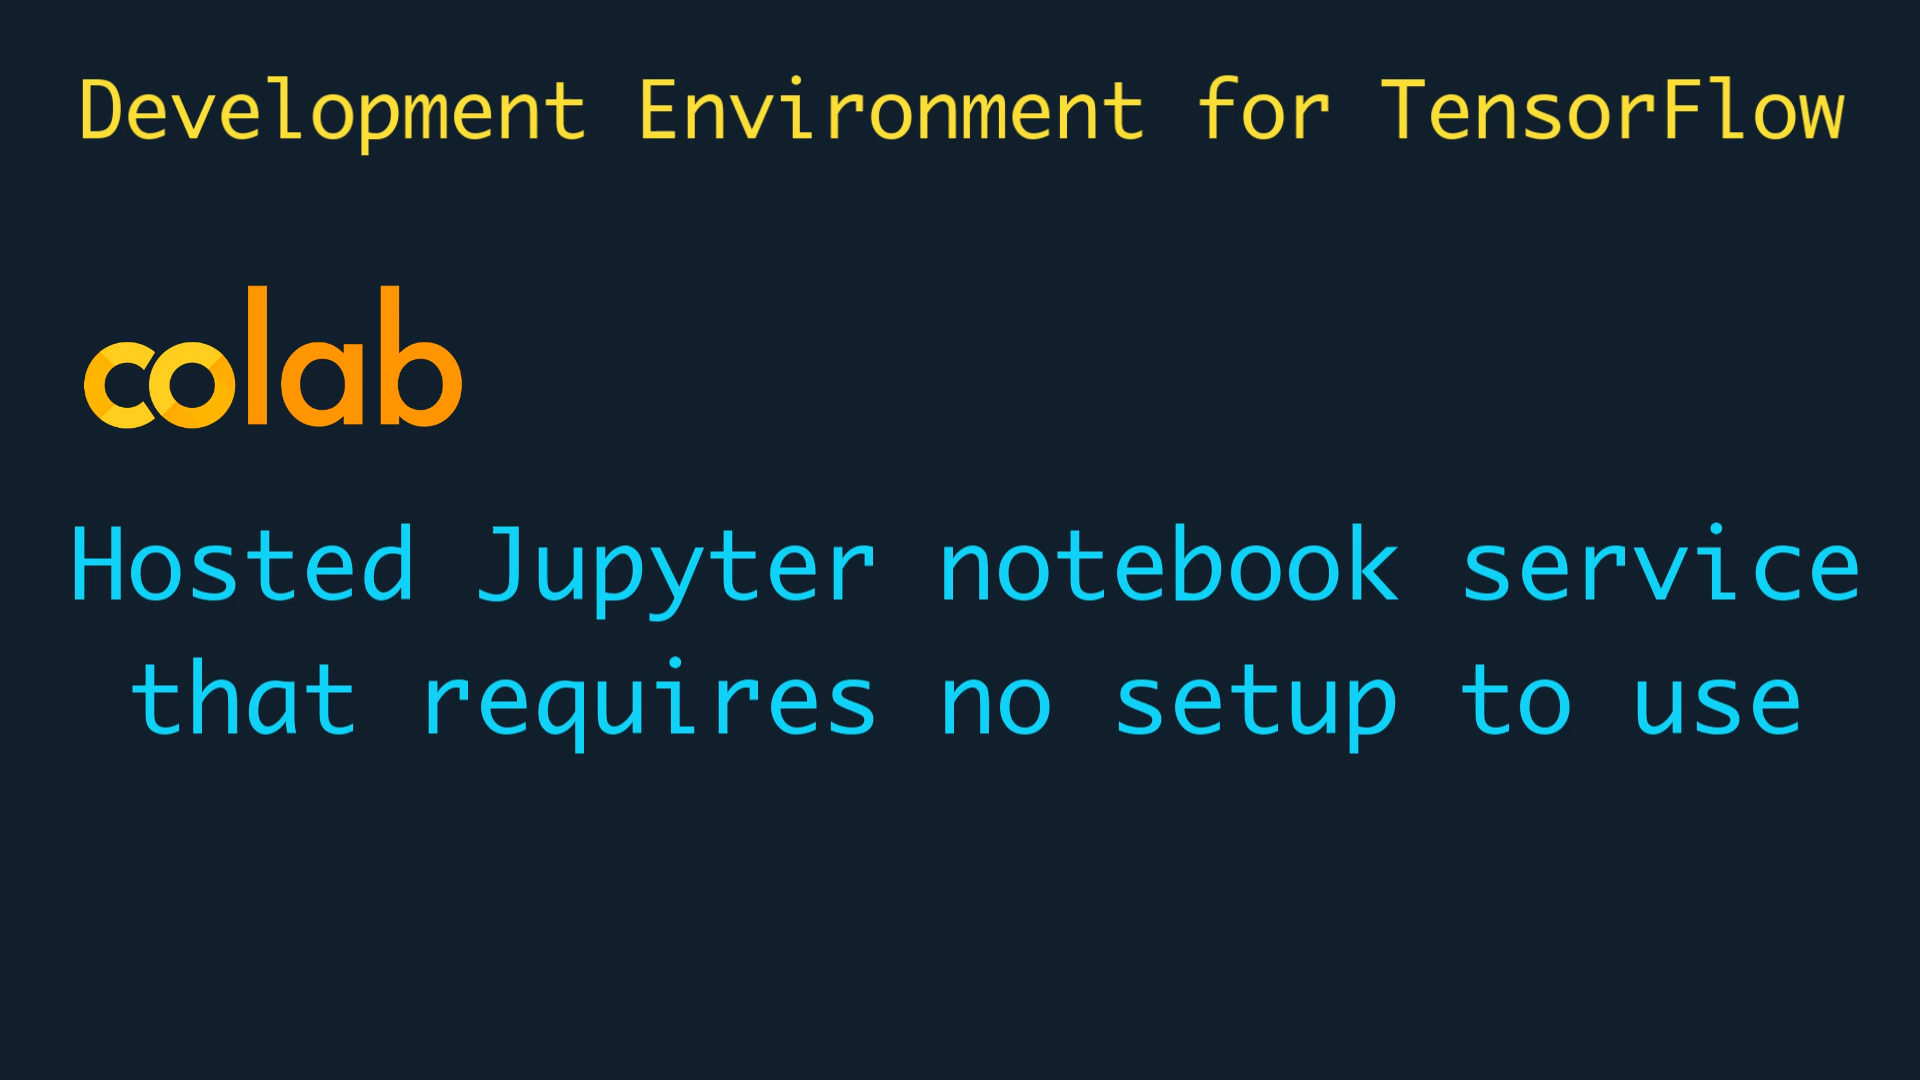 Development Environment for TensorFlow
colab
Hosted Jupyter notebook service
that requires no setup to use